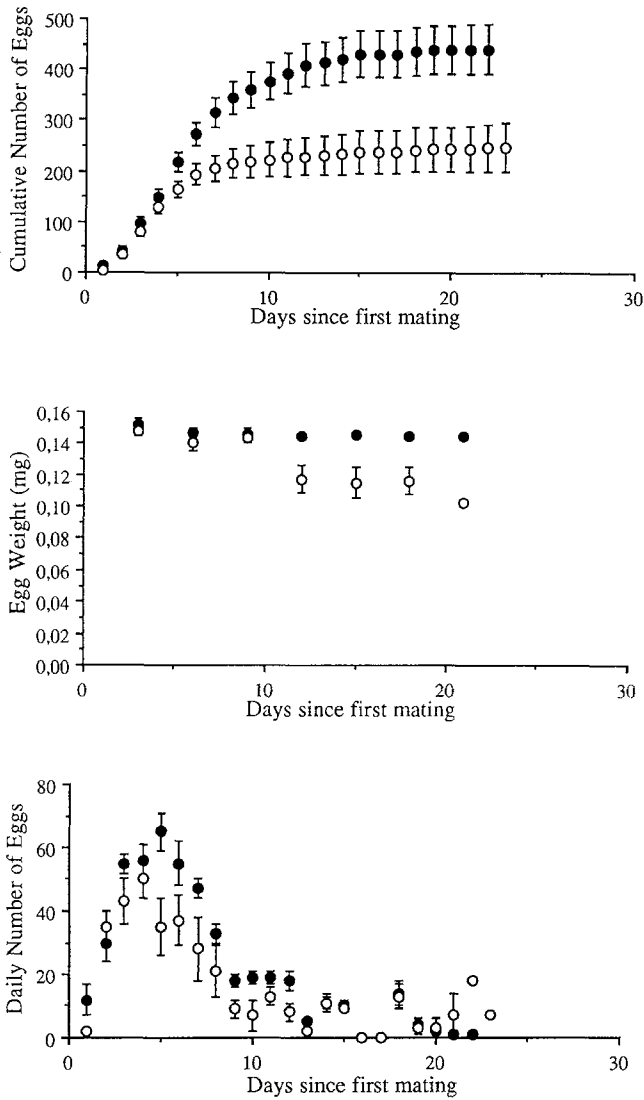 Cumulative Number of Eggs
500
400
300
200
100
0
0 10 20 30
Days since first mating
Egg Weight (mg)
0,16
0,14
0,12
0,10
0,08
0,06
0,04
0,02
0,00
0 10 20 30
Days since first mating
Daily Number of Eggs
80
60
40
20
0
0 10 20 30
Days since first mating